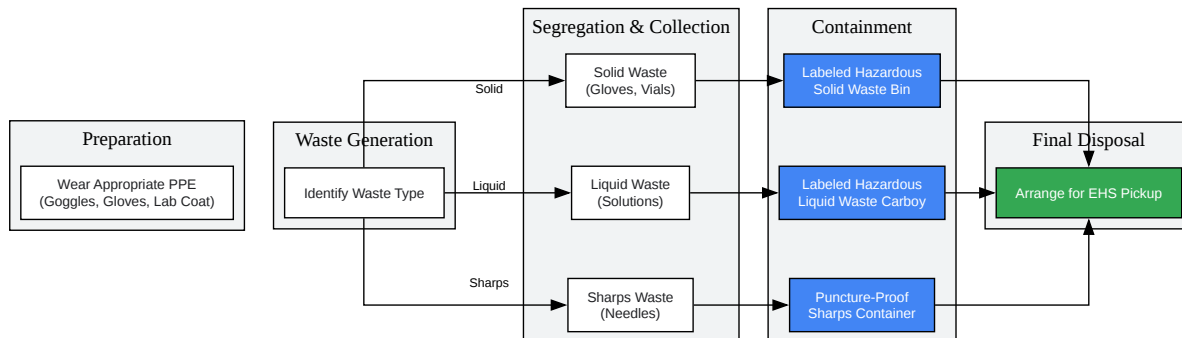 Preparation
Wear Appropriate PPE
(Goggles, Gloves, Lab Coat)
Waste Generation
Identify Waste Type
Solid
Liquid
Sharps
Segregation & Collection
Solid Waste
(Gloves, Vials)
Liquid Waste
(Solutions)
Sharps Waste
(Needles)
Containment
Labeled Hazardous
Solid Waste Bin
Labeled Hazardous
Liquid Waste Carboy
Puncture-Proof
Sharps Container
Final Disposal
Arrange for EHS Pickup